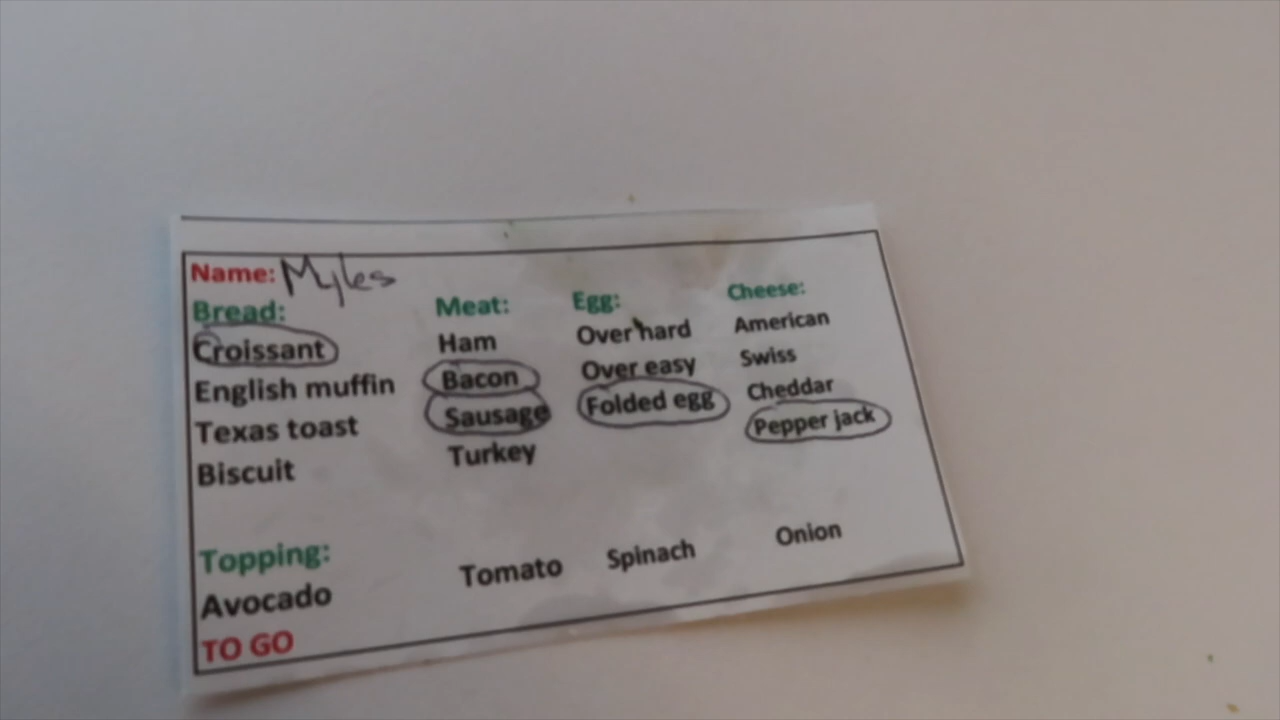 Name: Myles
Bread: Meat: Egg: Cheese:
Croissant Ham Over hard American
English muffin Bacon Over easy Swiss
Texas toast Sausage Folded egg Cheddar
Biscuit Turkey Pepper jack
Topping:
Avocado Tomato Spinach Onion
TO GO